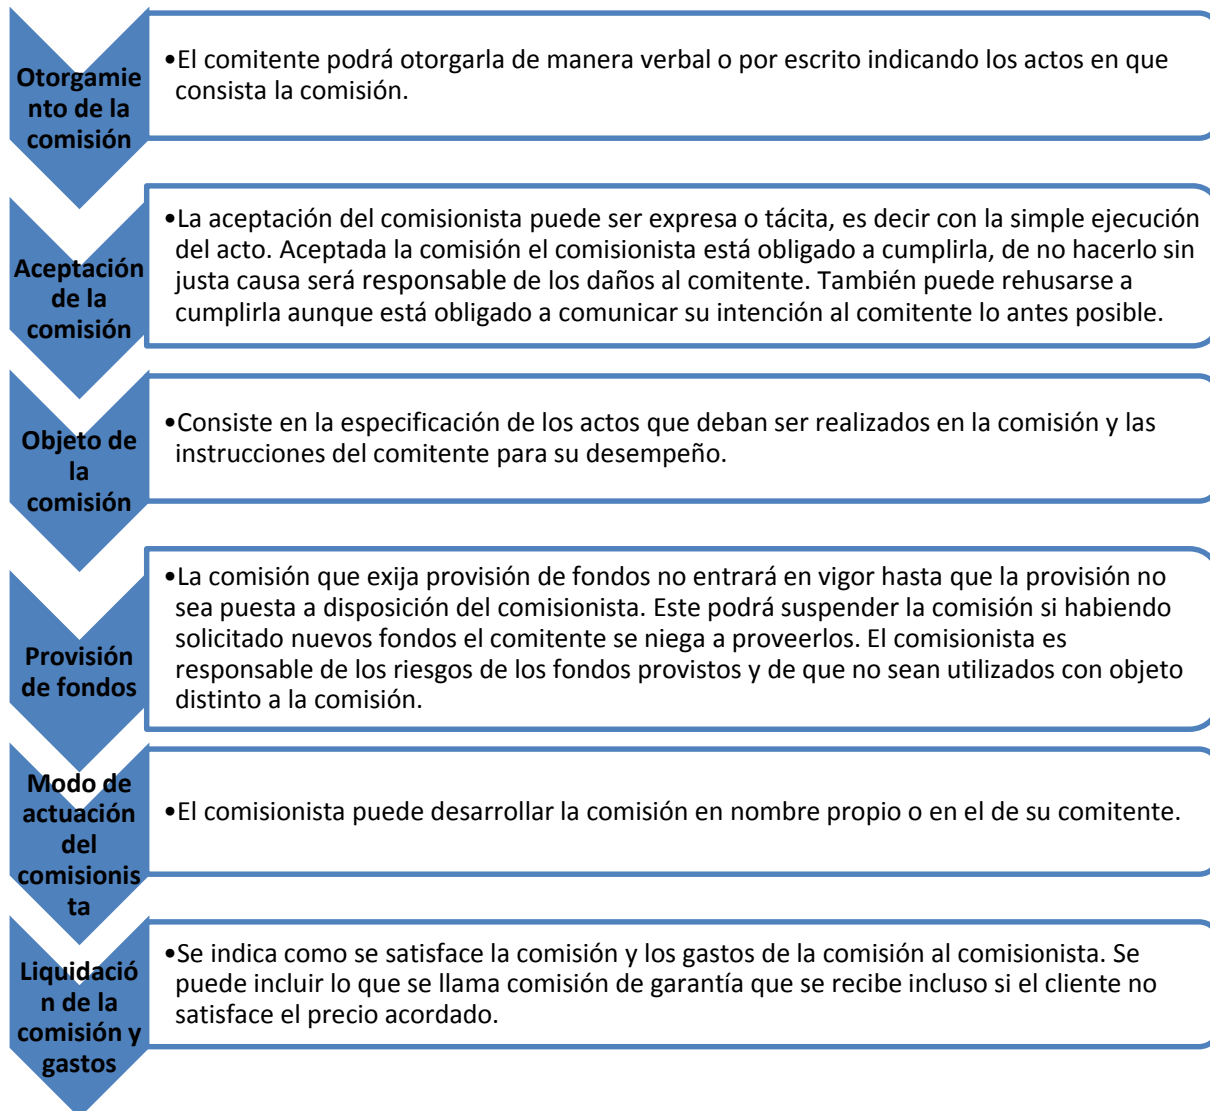 Otorgamie
nto de la
comisión
•El comitente podrá otorgarla de manera verbal o por escrito indicando los actos en que
consista la comisión.
Aceptación
de la
comisión
•La aceptación del comisionista puede ser expresa o tácita, es decir con la simple ejecución
del acto. Aceptada la comisión el comisionista está obligado a cumplirla, de no hacerlo sin
justa causa será responsable de los daños al comitente. También puede rehusarse a
cumplirla aunque está obligado a comunicar su intención al comitente lo antes posible.
Objeto de
la
comisión
•Consiste en la especificación de los actos que deban ser realizados en la comisión y las
instrucciones del comitente para su desempeño.
Provisión
de fondos
•La comisión que exija provisión de fondos no entrará en vigor hasta que la provisión no
sea puesta a disposición del comisionista. Este podrá suspender la comisión si habiendo
solicitado nuevos fondos el comitente se niega a proveerlos. El comisionista es
responsable de los riesgos de los fondos provistos y de que no sean utilizados con objeto
distinto a la comisión.
Modo de
actuación
del
comisionis
ta
•El comisionista puede desarrollar la comisión en nombre propio o en el de su comitente.
Liquidació
n de la
comisión y
gastos
•Se indica como se satisface la comisión y los gastos de la comisión al comisionista. Se
puede incluir lo que se llama comisión de garantía que se recibe incluso si el cliente no
satisface el precio acordado.